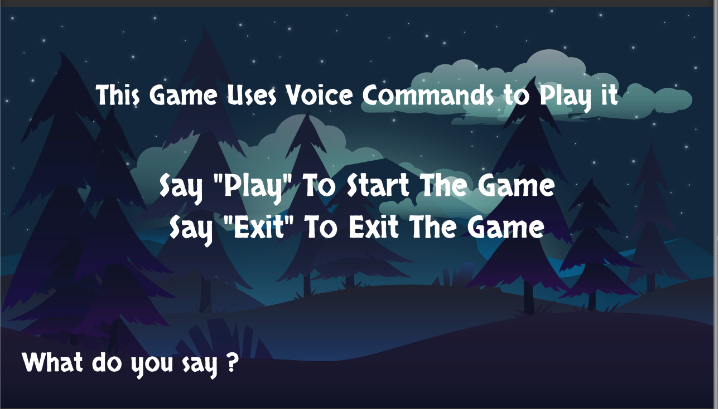 This Game Uses Voice Commands to Play it
Say "Play" To Start The Game
Say "Exit" To Exit The Game
What do you say ?